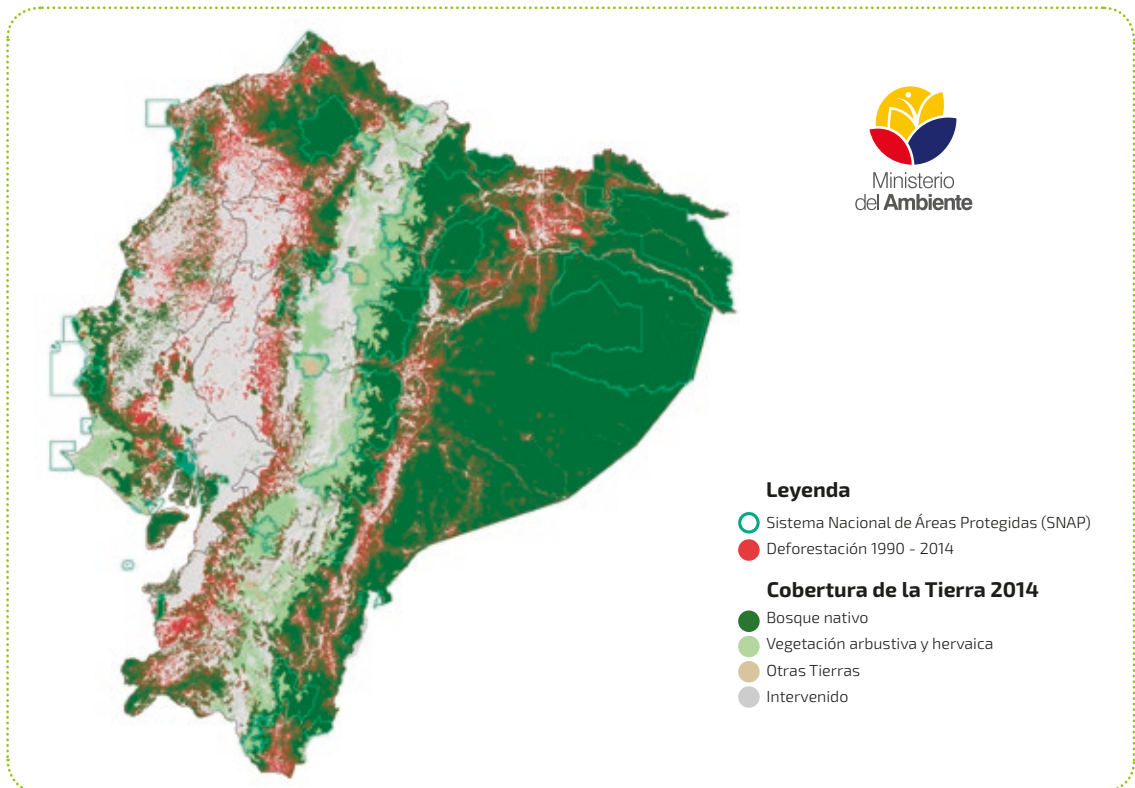 Ministerio
del Ambiente
Leyenda
Sistema Nacional de Áreas Protegidas (SNAP)
Deforestación 1990 - 2014
Cobertura de la Tierra 2014
Bosque nativo
Vegetación arbustiva y hervaica
Otras Tierras
Intervenido